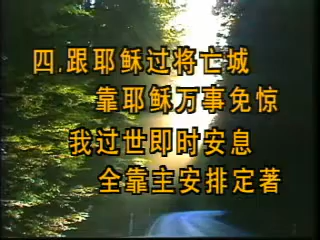 四.跟耶稣过将亡城
靠耶稣万事免惊
我过世即时安息
全靠主安排定著